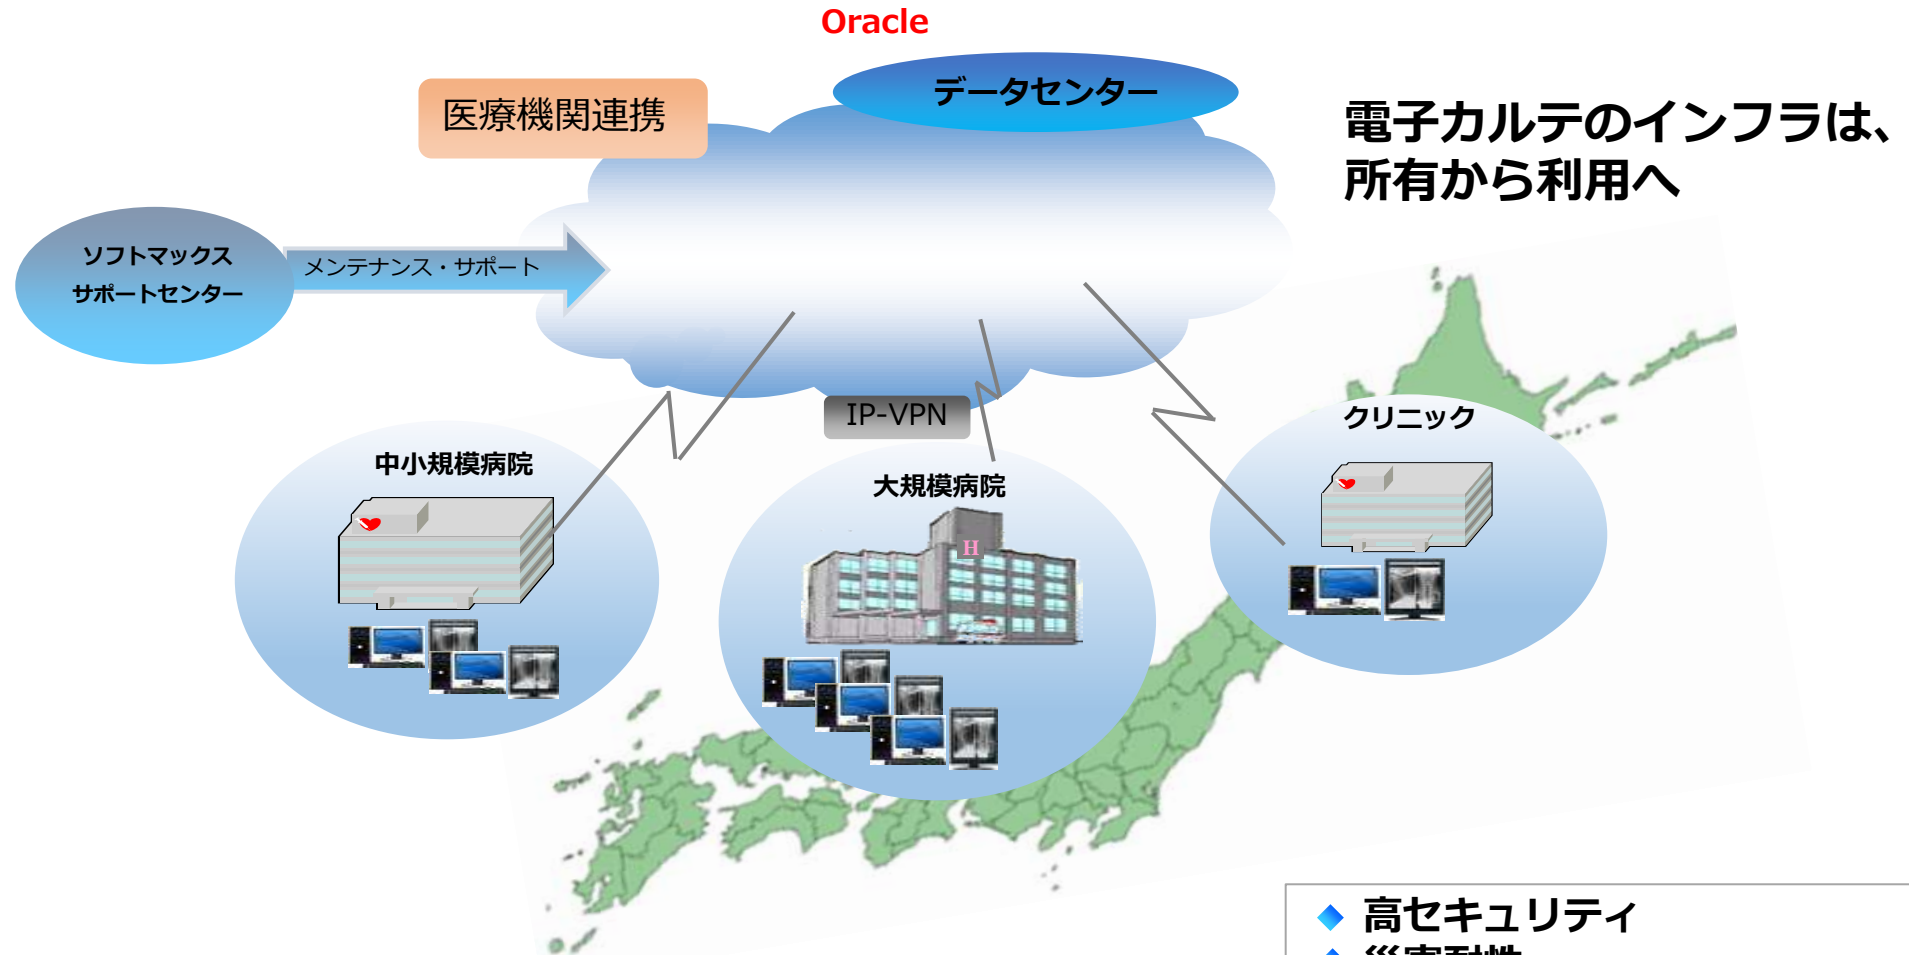 Oracle
データセンター
医療機関連携
電子カルテのインフラは、
所有から利用へ
ソフトマックス
サポートセンター
メンテナンス・サポート
IP-VPN
中小規模病院
大規模病院
クリニック
H
高セキュリティ